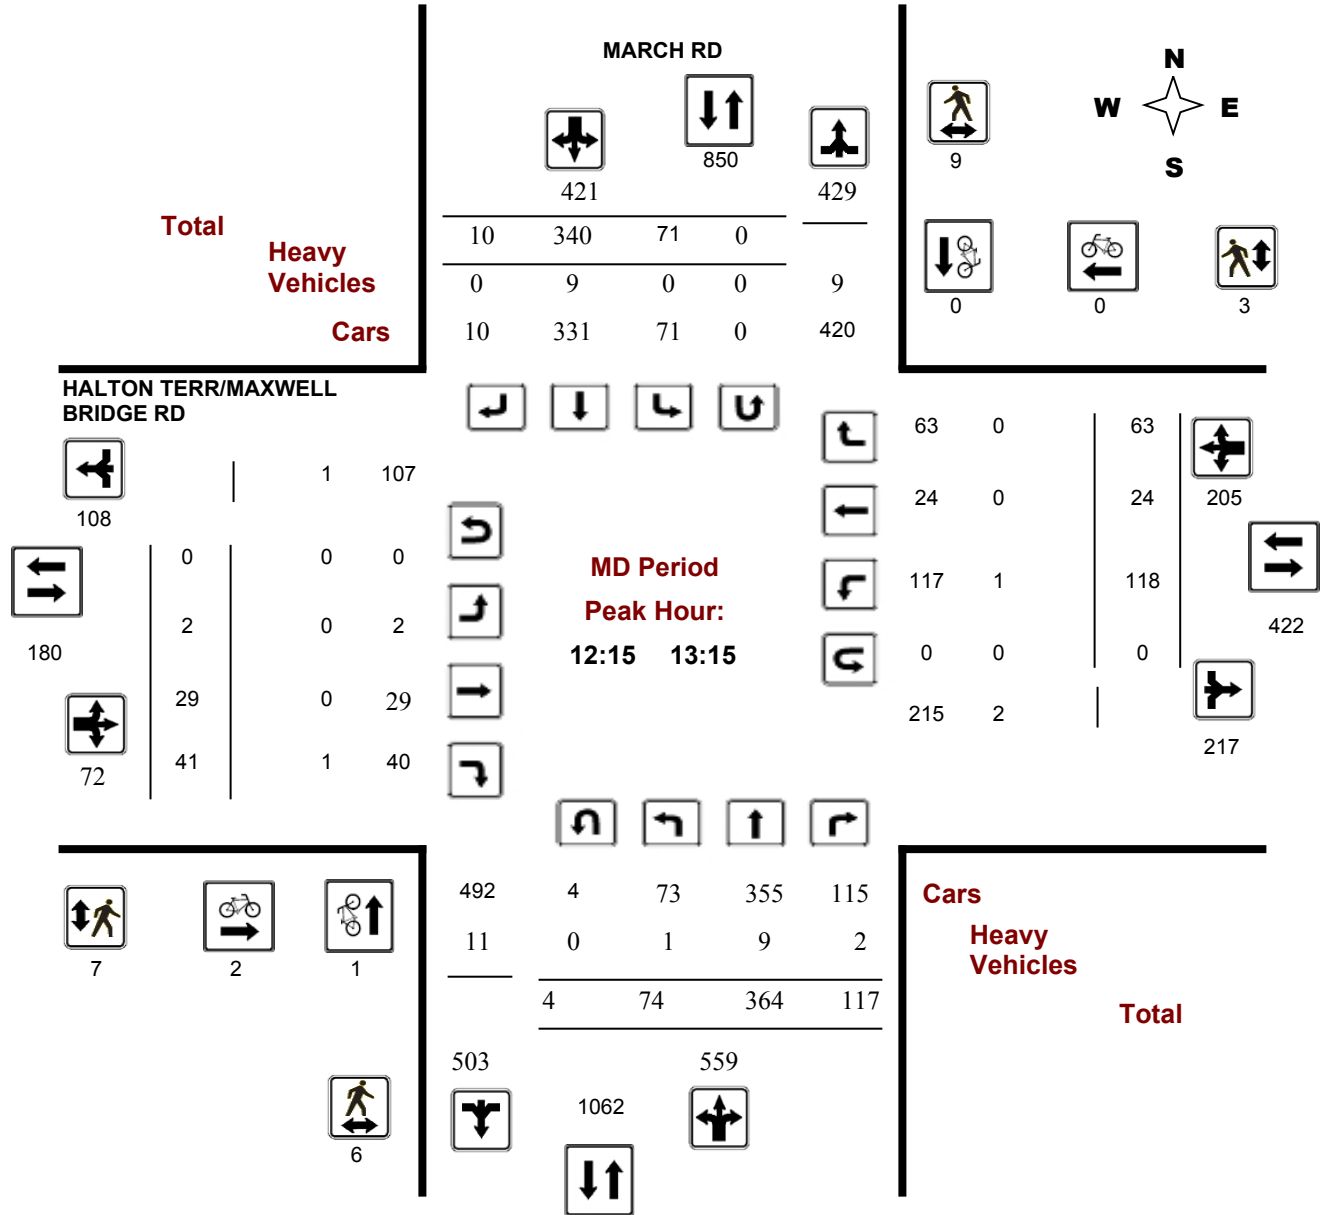 MARCH RD
N
W E
S
850
9
421 429
Total 10 340 71 0
Heavy
Vehicles 0 9 0 0 9
Cars 10 331 71 0 420
0 0 3
HALTON TERR/MAXWELL
BRIDGE RD
63 0 63
1 107
24 0 24 205
108
0 0 0
MD Period
117 1 118
Peak Hour:
2 0 2
422
12:15 13:15
180
0 0 0
29 0 29
215 2
217
41 1 40
72
492 4 73 355 115 Cars
11 0 1 9 2 Heavy
Vehicles
7 2 1
4 74 364 117
Total
503 559
1062
6